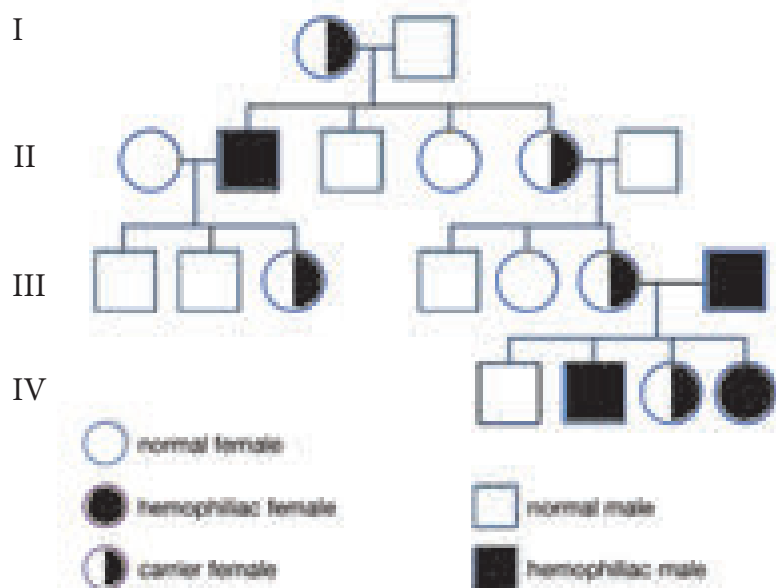 I
II
III
IV
normal female
hemophiliac female
carrier female
normal male
hemophiliac male